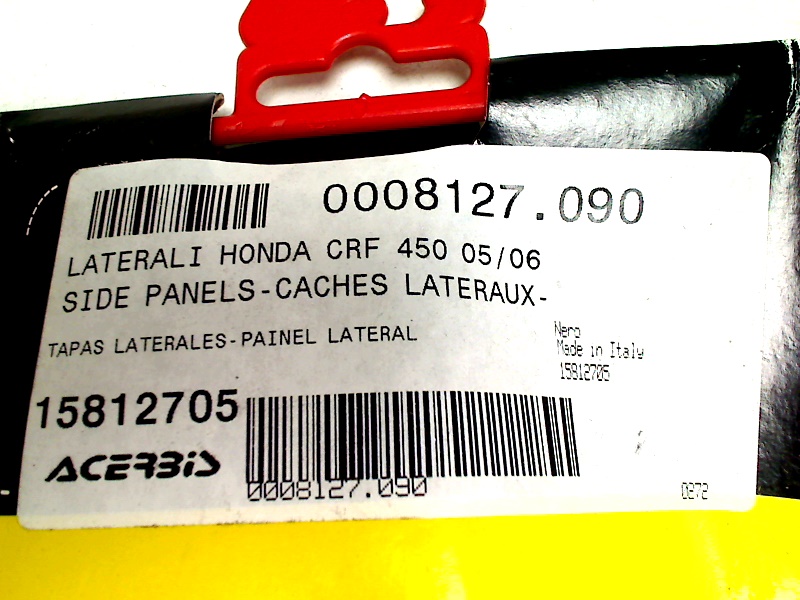 0008127.090
LATERALI HONDA CRF 450 05/06
SIDE PANELS-CACHES LATERAUX-
TAPAS LATERALES-PAINEL LATERAL
Nero
Made in Italy
15812705
15812705
ACERBIS
0008127.090
0272